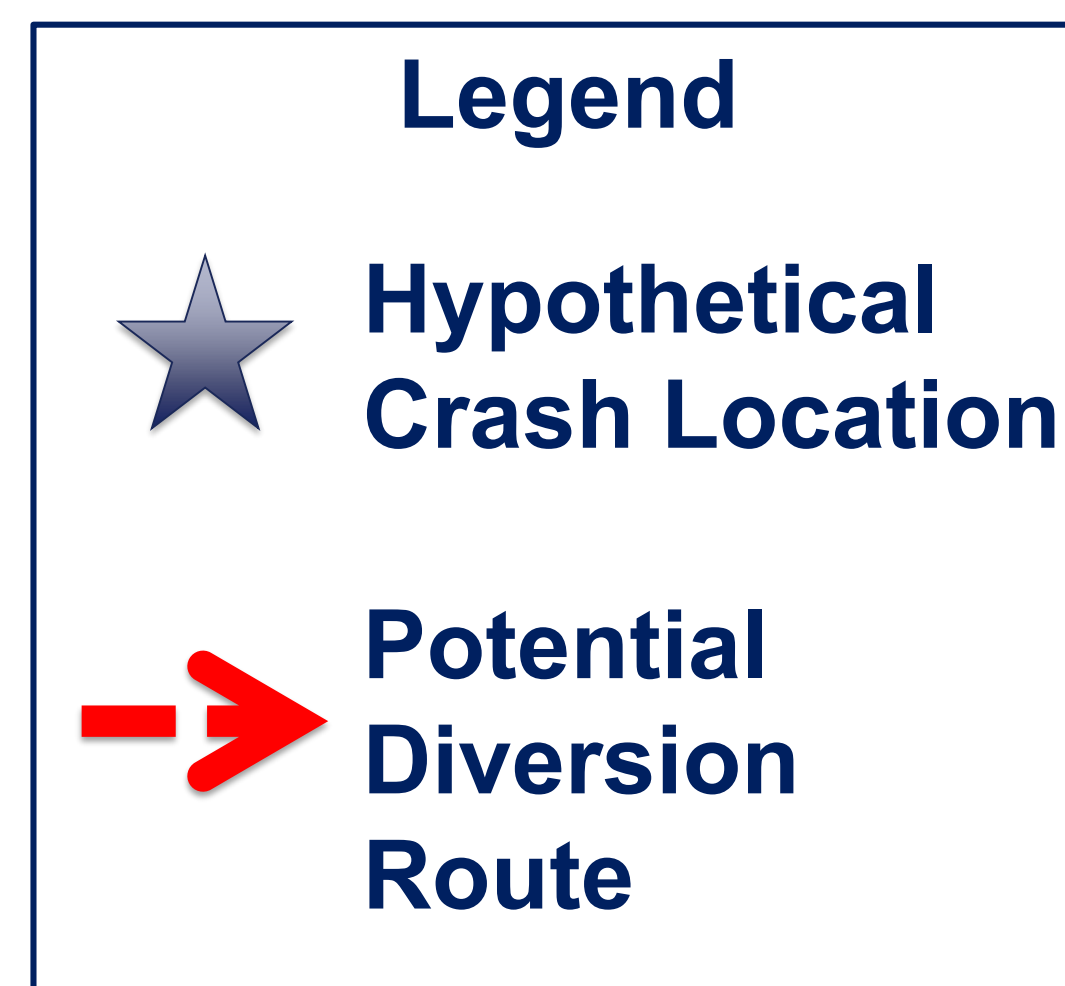 Legend
Hypothetical
Crash Location
Potential
Diversion
Route